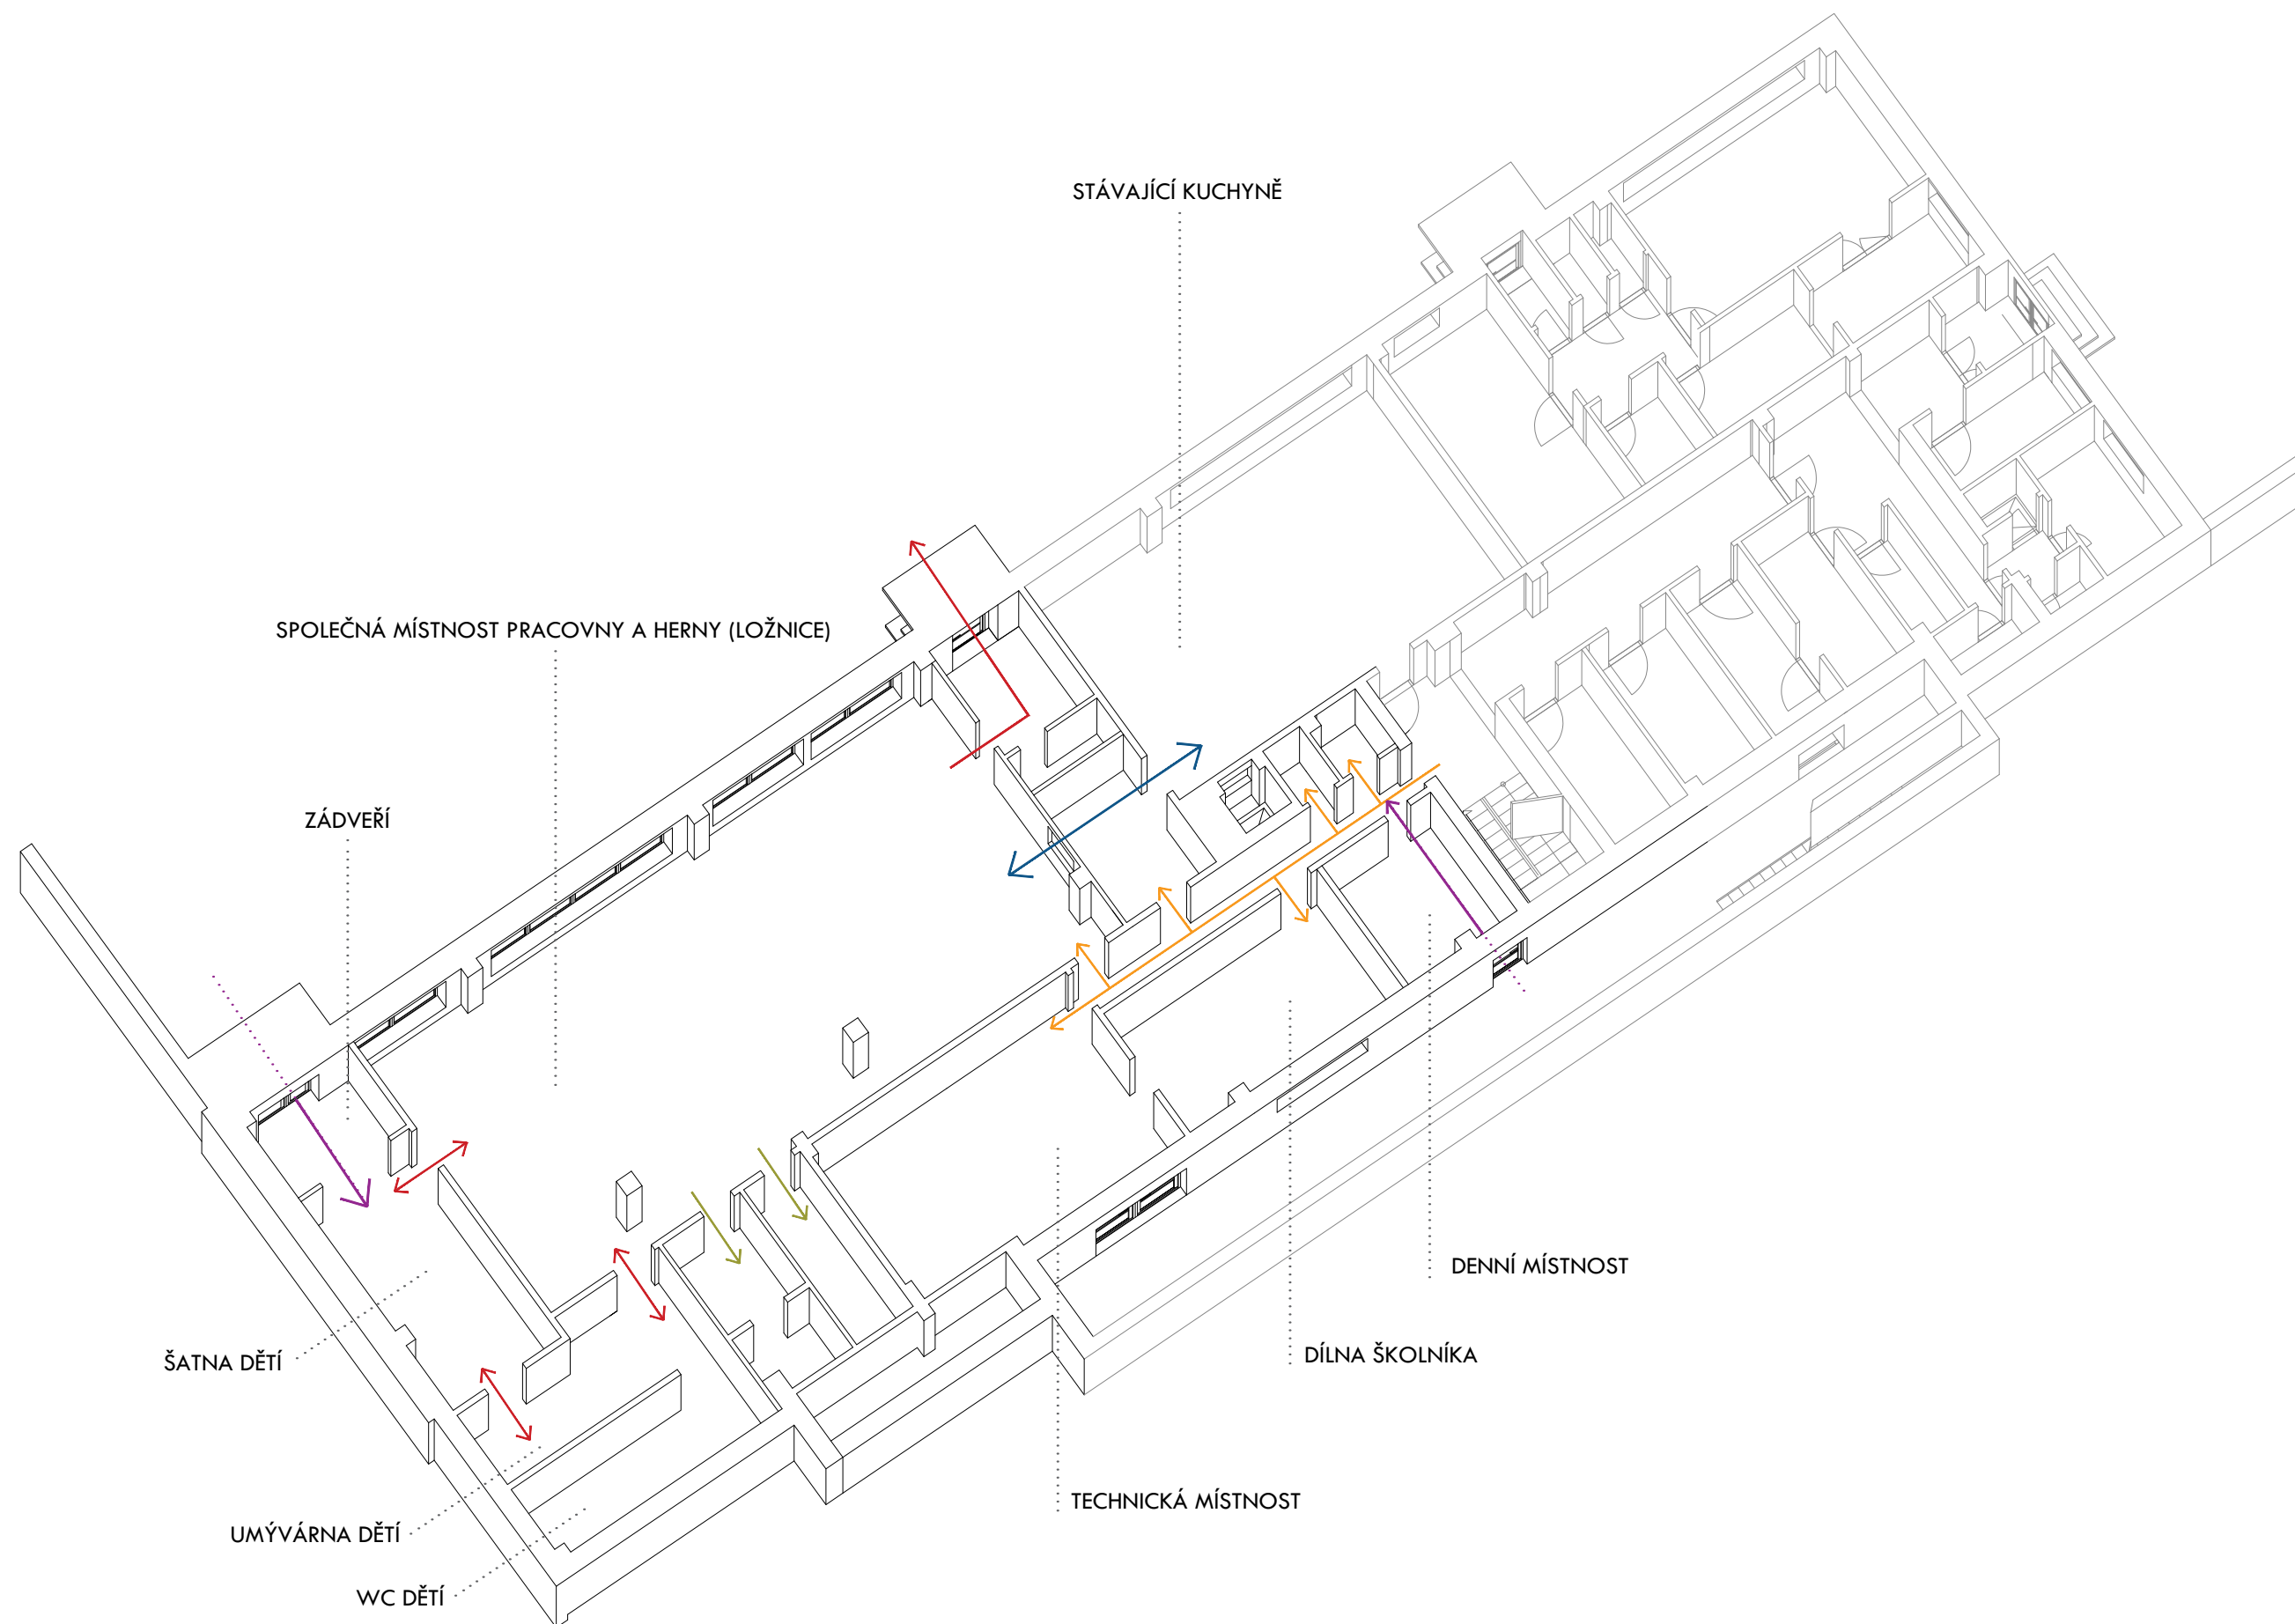 STÁVAJÍCÍ KUCHYNĚ
SPOLEČNÁ MÍSTNOST PRACOVNY A HERNY (LOŽNICE)
ZÁDVEŘÍ
DENNÍ MÍSTNOST
DÍLNA ŠKOLNÍKA
ŠATNA DĚTÍ
TECHNICKÁ MÍSTNOST
UMÝVÁRNA DĚTÍ
WC DĚTÍ